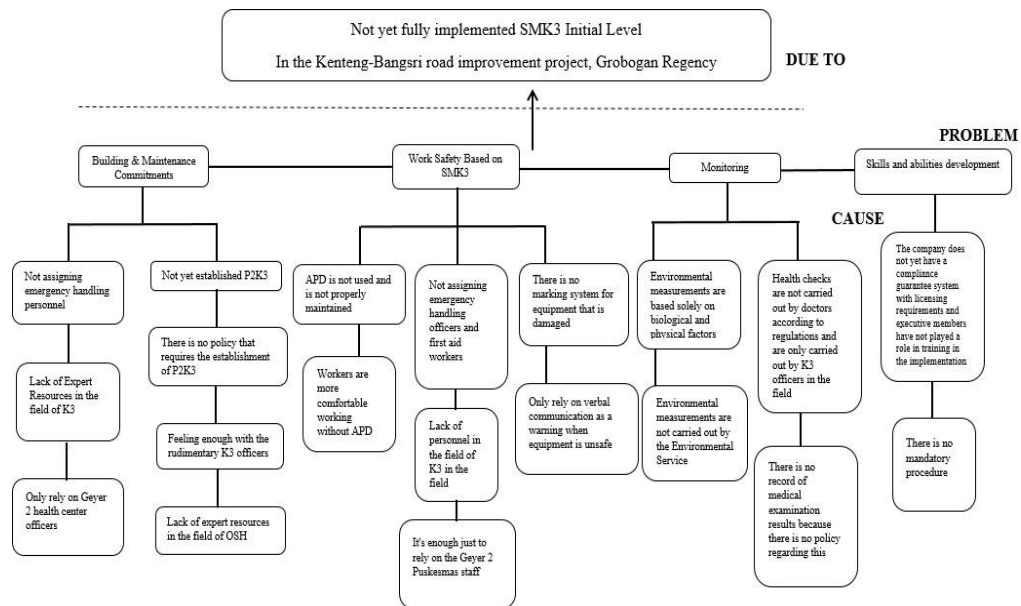 Not yet fully implemented SMK3 Initial Level
In the Kenteng-Bangsri road improvement project, Grobogan Regency
DUE TO
PROBLEM
Building & Maintenance
Commitments
Work Safety Based on
SMK3
Monitoring
Skills and abilities development
CAUSE
Not assigning
emergency handling
personnel
Lack of Expert
Resources in the
field of K3
Only rely on Geyer
2 health center
officers
Not yet established P2K3
There is no policy that
requires the establishment
of P2K3
Feeling enough with the
rudimentary K3 officers
Lack of expert resources
in the field of OSH
APD is not used and
is not properly
maintained
Workers are
more
comfortable
working
without APD
Not assigning
emergency
handling
officers and
first aid
workers
Lack of
personnel in
the field of
K3 in the
field
It's enough just to
rely on the Geyer 2
Puskesmas staff
There is no
marking system for
equipment that is
damaged
Only rely on verbal
communication as a
warning when
equipment is unsafe
Environmental
measurements are
based solely on
biological and
physical factors
Environmental
measurements are
not carried out by
the Environmental
Service
Health checks
are not carried
out by doctors
according to
regulations and
are only carried
out by K3
officers in the
field
There is no
record of
medical
examination
results because
there is no policy
regarding this
The company does
not yet have a
compliance
guarantee system
with licensing
requirements and
executive members
have not played a
role in training in
the implementation
There is no
mandatory
procedure